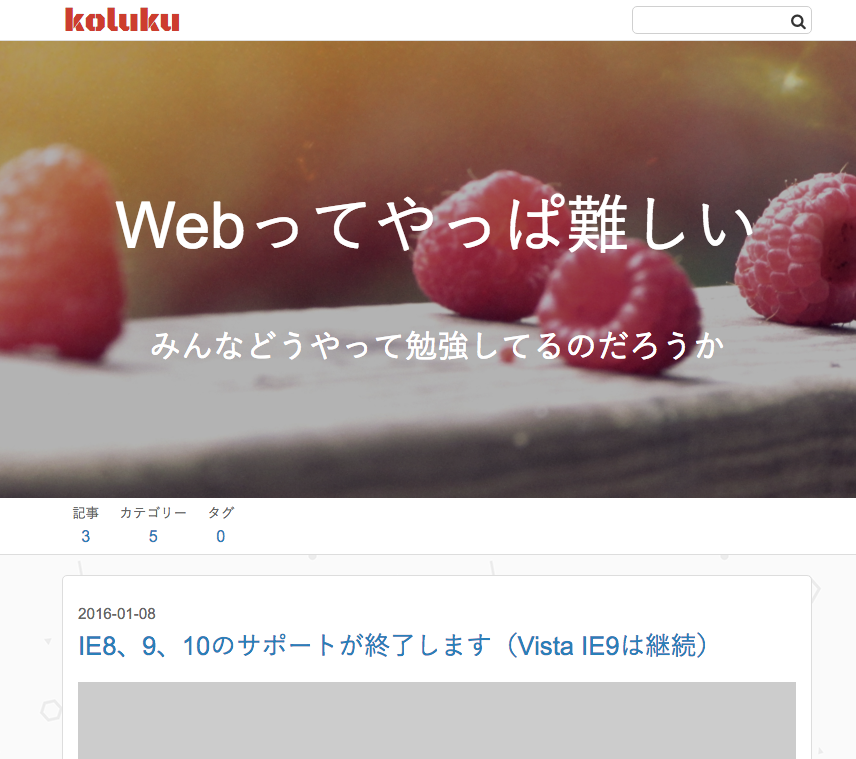 koluku
Webってやっぱ難しい
みんなどうやって勉強してるのだろうか
記事 カテゴリー タグ
3 5 0
2016-01-08
IE8、9、10のサポートが終了します（Vista IE9は継続）